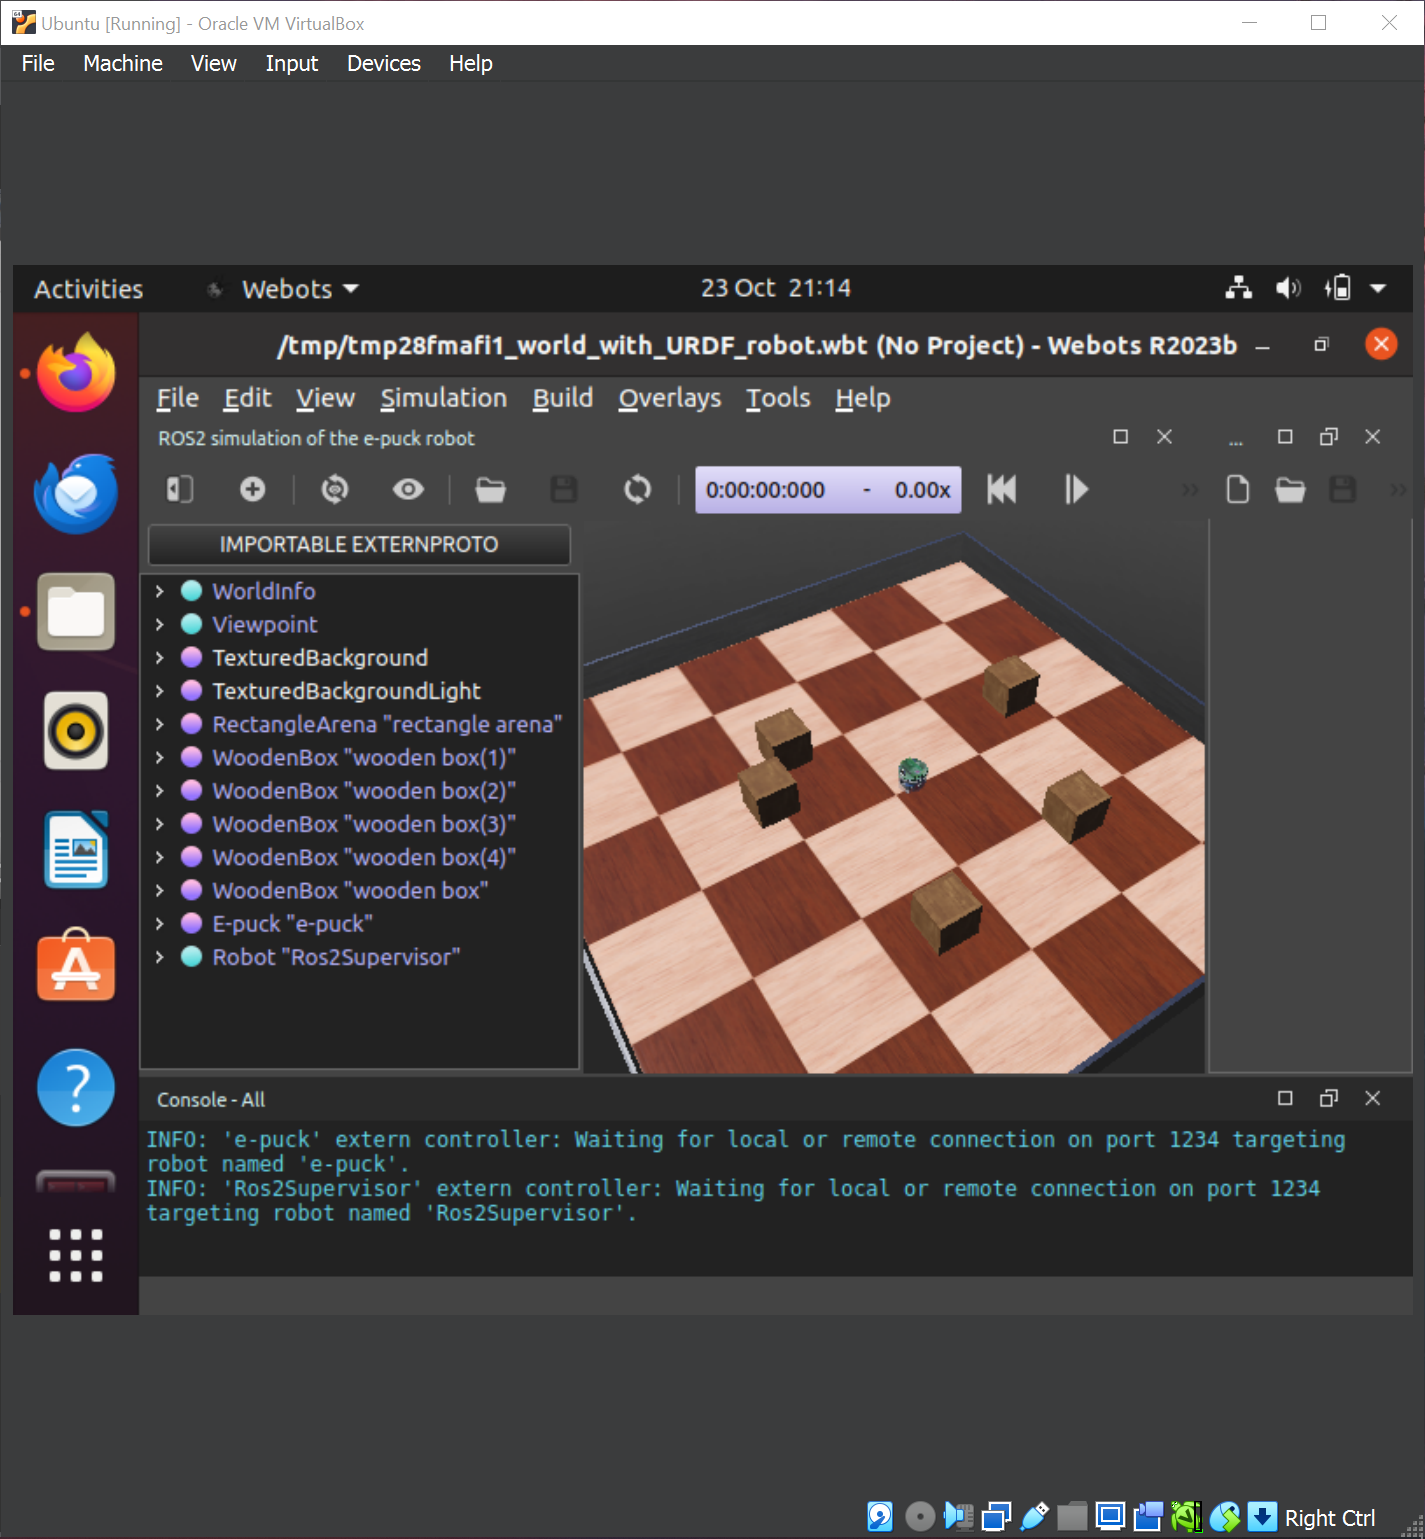 Ubuntu [Running] - Oracle VM VirtualBox
File Machine View Input Devices Help
Activities Webots 23 Oct 21:14
/tmp/tmp28fmafi1_world_with_URDF_robot.wbt (No Project) - Webots R2023b
File Edit View Simulation Build Overlays Tools Help
ROS2 simulation of the e-puck robot ...
0:00:00:000 - 0.00x
IMPORTABLE EXTERNPROTO
WorldInfo
Viewpoint
TexturedBackground
TexturedBackgroundLight
RectangleArena "rectangle arena"
WoodenBox "wooden box(1)"
WoodenBox "wooden box(2)"
WoodenBox "wooden box(3)"
WoodenBox "wooden box(4)"
WoodenBox "wooden box"
E-puck "e-puck"
Robot "Ros2Supervisor"
Console - All
INFO: 'e-puck' extern controller: Waiting for local or remote connection on port 1234 targeting
robot named 'e-puck'.
INFO: 'Ros2Supervisor' extern controller: Waiting for local or remote connection on port 1234
targeting robot named 'Ros2Supervisor'.
Right Ctrl